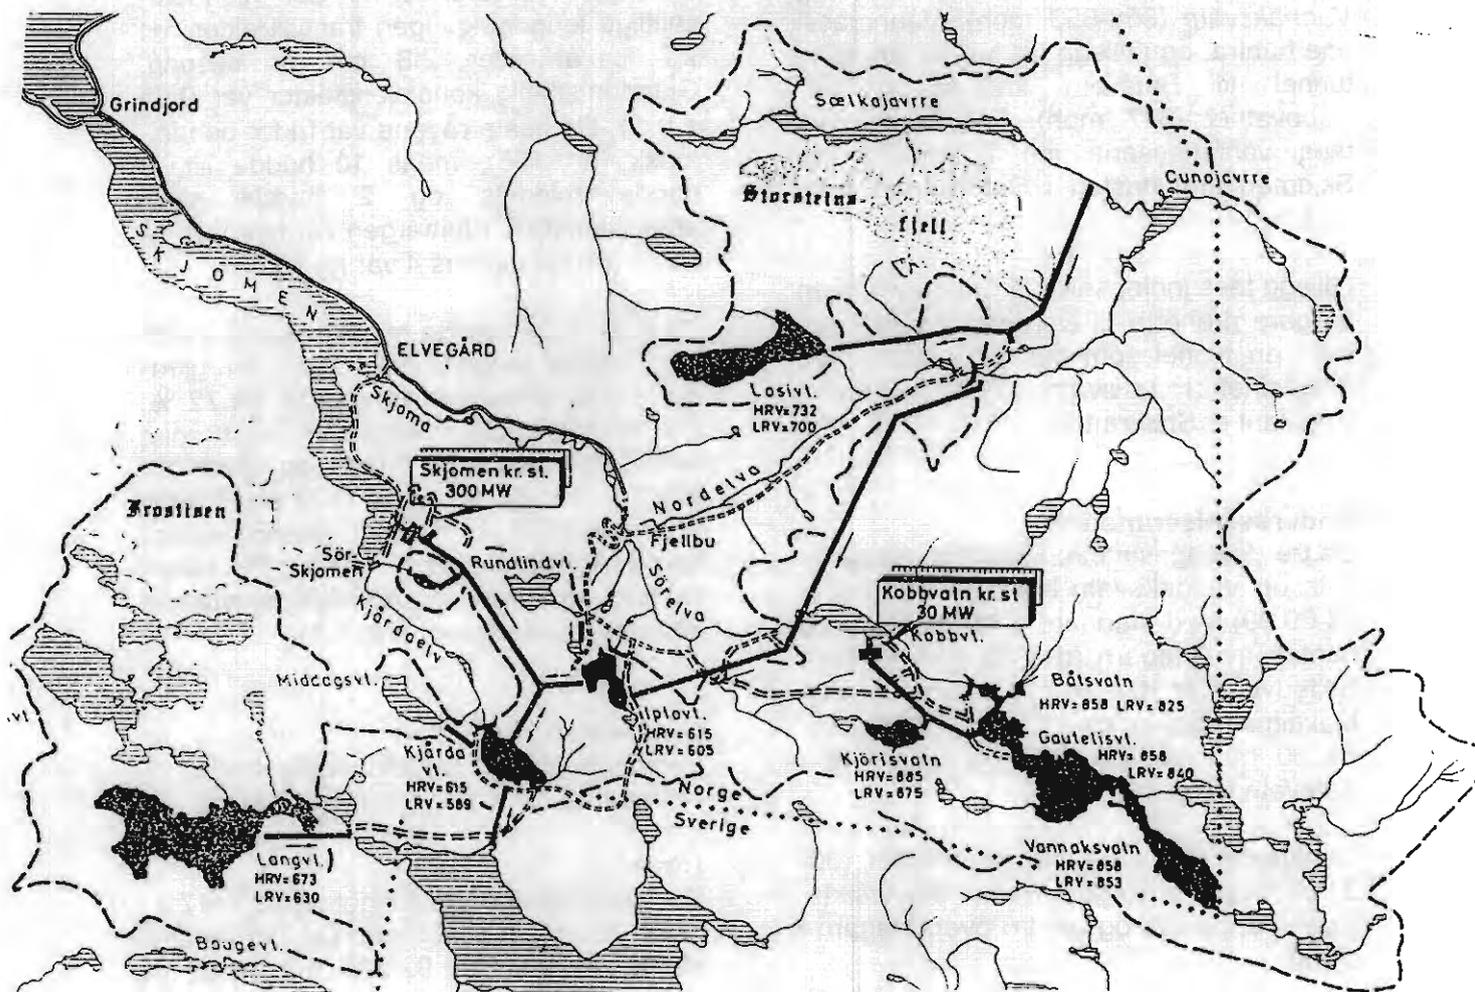 Grindjord
SKJOMEN
ELVEGÅRD
Skjoma
Sœlkajavrre
Cunojavrre
Storsteins-
fjell
Losivt.
HRV=732
LRV=700
Skjomen kr. st.
300 MW
Frostisen
Sör-
Skjomen
Rundtindvt.
Nordelva
Fjellbu
Sörelva
Kjårdaelv
Kobbvatn kr. st
30 MW
Kobbvt.
Middagsvt.
Båtsvatn
HRV=858 LRV=825
Iptovt.
HRV=615
LRV=605
Gautelisvt.
HRV=858
LRV=840
Kjårda
vt.
HRV=615
LRV=589
Kjörisvatn
HRV=885
LRV=875
Norge
Sverige
Vannaksvatn
HRV=858
LRV=853
Langvt.
HRV=673
LRV=630
Baugevt.